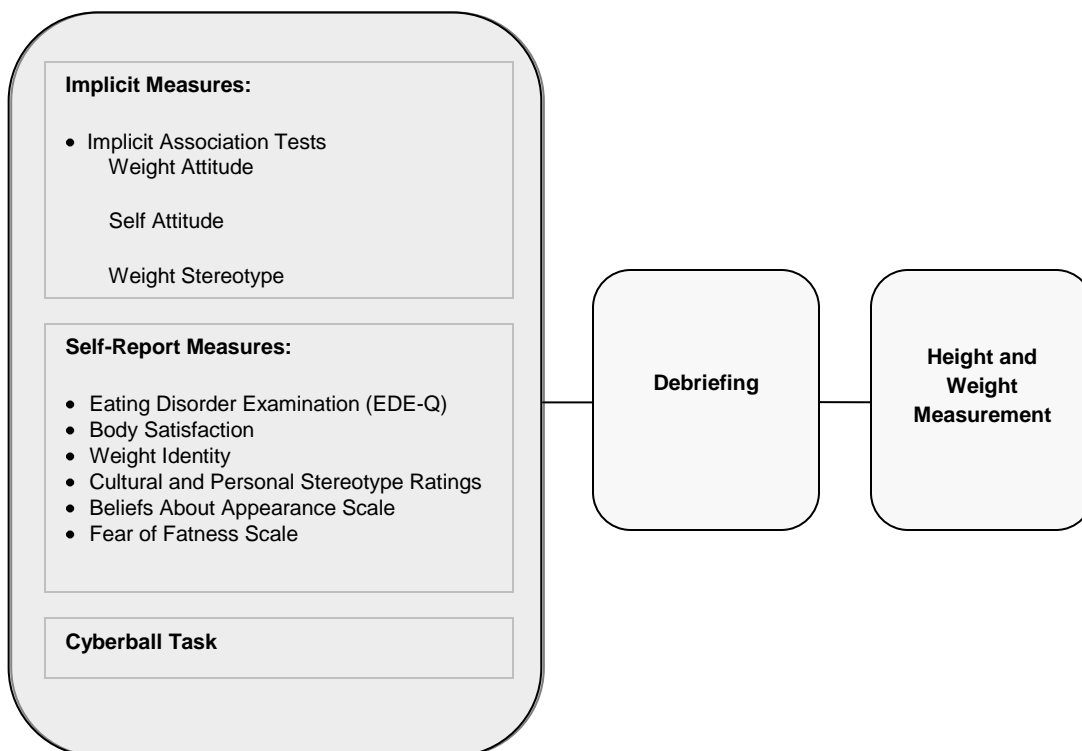 Implicit Measures:
• Implicit Association Tests
Weight Attitude
Self Attitude
Weight Stereotype
Self-Report Measures:
• Eating Disorder Examination (EDE-Q)
• Body Satisfaction
• Weight Identity
• Cultural and Personal Stereotype Ratings
• Beliefs About Appearance Scale
• Fear of Fatness Scale
Cyberball Task
Debriefing
Height and
Weight
Measurement